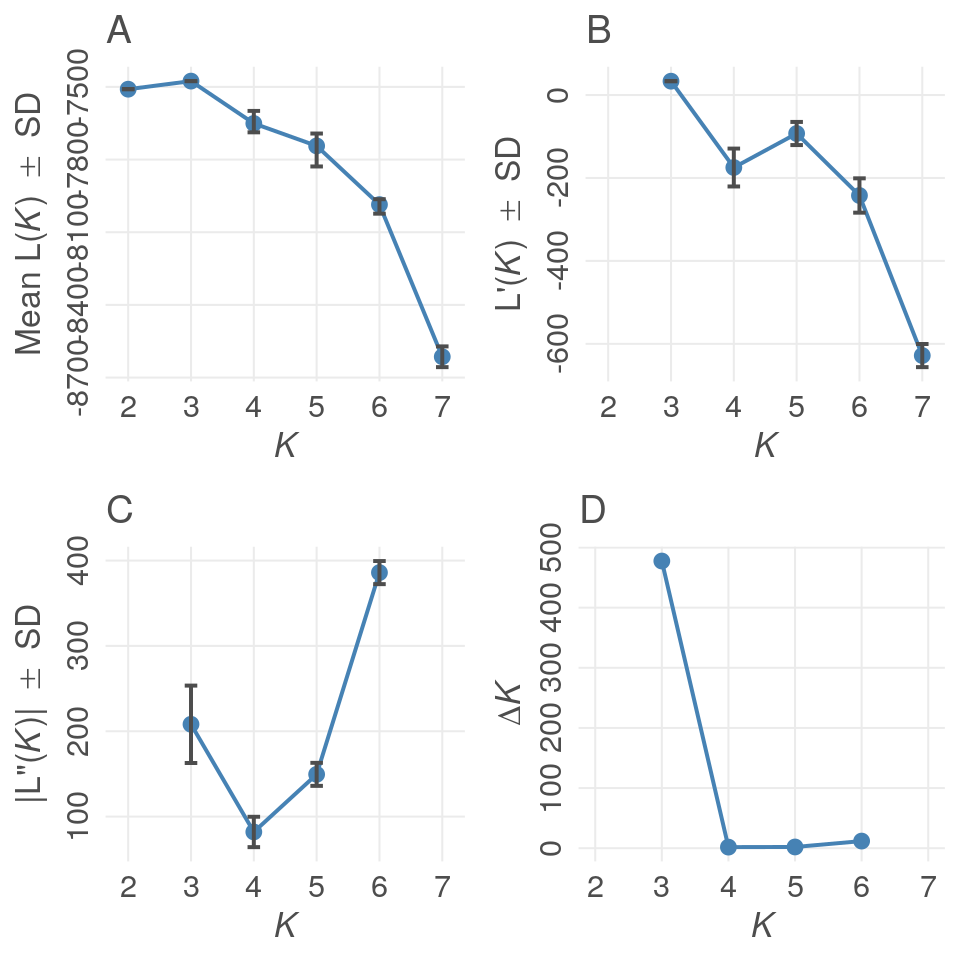 A
Mean L(K) ± SD
-7500
-7800
-8100
-8400
-8700
2 3 4 5 6 7
K
B
L'(K) ± SD
0
-200
-400
-600
2 3 4 5 6 7
K
C
|L"(K)| ± SD
400
300
200
100
2 3 4 5 6 7
K
D
ΔK
500
400
300
200
100
0
2 3 4 5 6 7
K